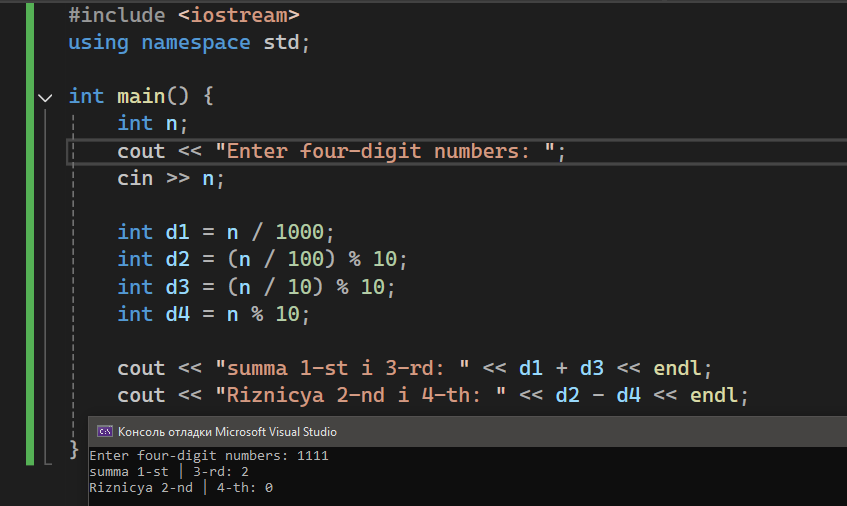 #include <iostream>
using namespace std;
int main() {
int n;
cout << "Enter four-digit numbers: ";
cin >> n;
int d1 = n / 1000;
int d2 = (n / 100) % 10;
int d3 = (n / 10) % 10;
int d4 = n % 10;
cout << "summa 1-st i 3-rd: " << d1 + d3 << endl;
cout << "Riznicya 2-nd i 4-th: " << d2 - d4 << endl;
}
Консоль отладки Microsoft Visual Studio
Enter four-digit numbers: 1111
summa 1-st | 3-rd: 2
Riznicya 2-nd | 4-th: 0